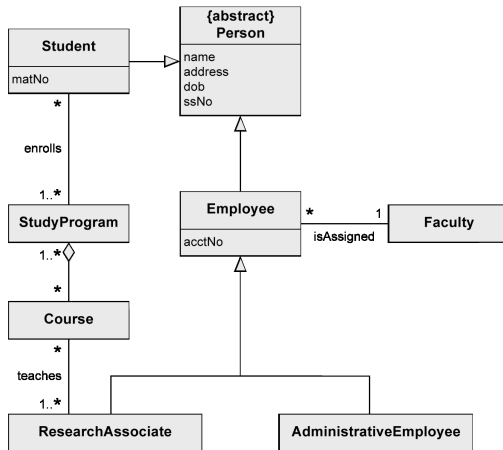 {abstract}
Person
name
address
dob
ssNo
Student
matNo
*
enrolls
1..*
StudyProgram
1..*
*
Course
*
teaches
1..*
ResearchAssociate
Employee
acctNo
*
1
isAssigned
Faculty
AdministrativeEmployee